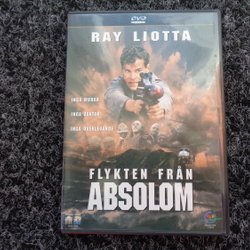 DVD
RAY LIOTTA
INGA MURAR
INGA VAKTER
INGA ÖVERLEVANDE
FLYKTEN FRÅN
ABSOLOM